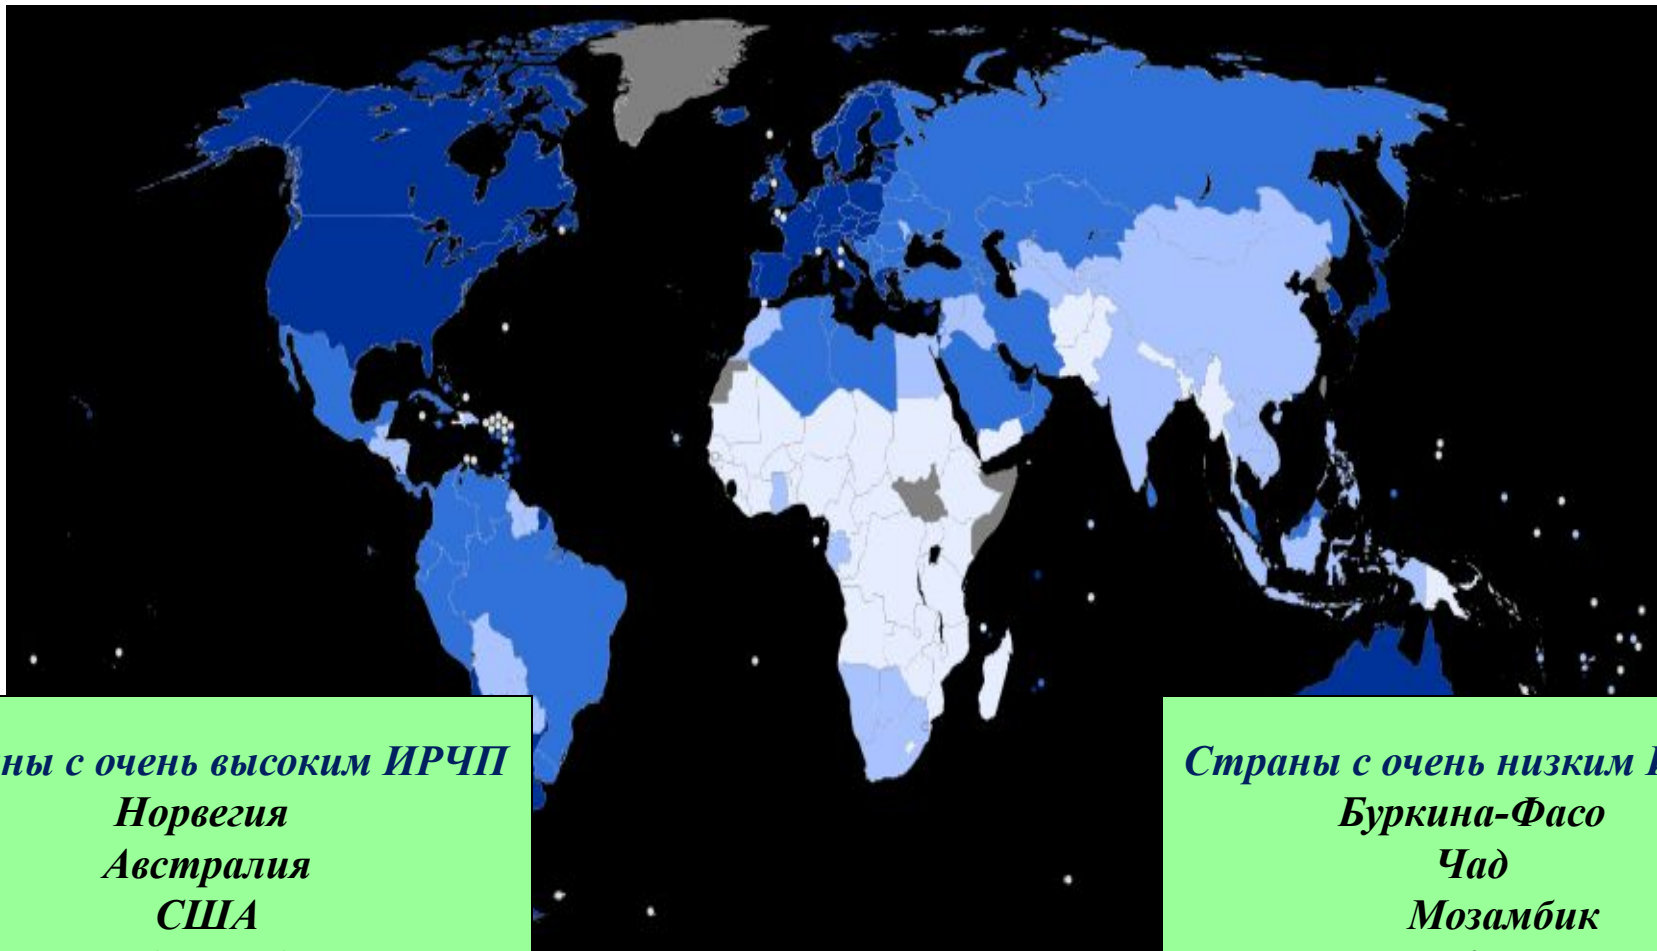 ны с очень высоким ИРЧП
Норвегия
Австралия
США
Страны с очень низким
Буркина-Фасо
Чад
Мозамбик